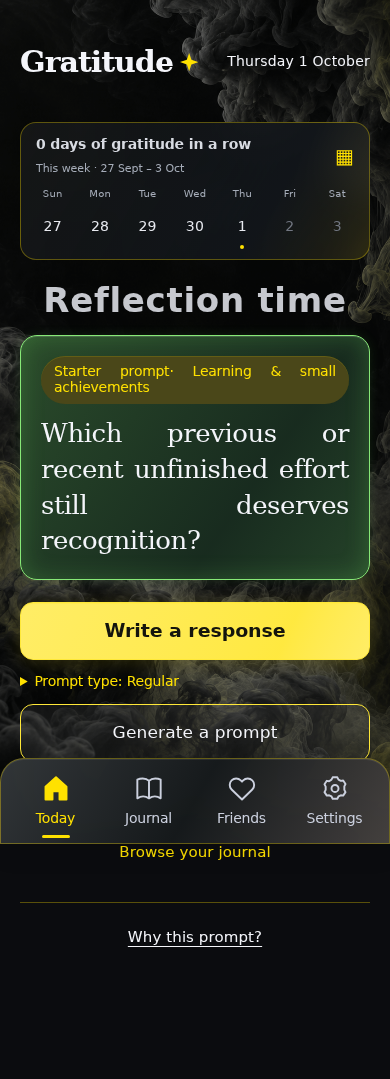 Gratitude
Thursday 1 October
0 days of gratitude in a row
This week · 27 Sept – 3 Oct
Sun Mon Tue Wed Thu Fri Sat
27 28 29 30 1 2 3
Reflection time
Starter prompt· Learning & small
achievements
Which previous or
recent unfinished effort
still deserves
recognition?
Write a response
Prompt type: Regular
Generate a prompt
Today Journal Friends Settings
Browse your journal
Why this prompt?